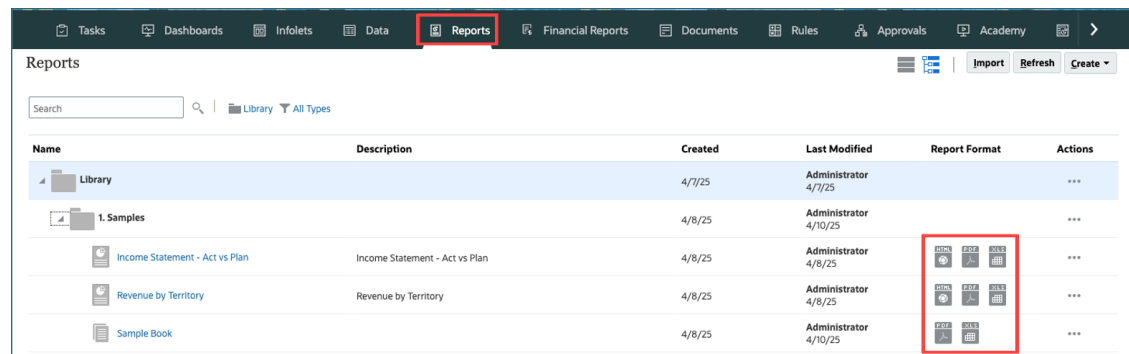 Tasks Dashboards Infolets Data Reports Financial Reports Documents Rules Approvals Academy
Reports Import Refresh Create
Search Library All Types
Name Description Created Last Modified Report Format Actions
Library 4/7/25 Administrator
4/7/25
1. Samples 4/8/25 Administrator
4/10/25
HTML PDF XLS
Income Statement - Act vs Plan Income Statement - Act vs Plan 4/8/25 Administrator
4/8/25
HTML PDF XLS
Revenue by Territory Revenue by Territory 4/8/25 Administrator
4/8/25
PDF XLS
Sample Book 4/8/25 Administrator
4/10/25